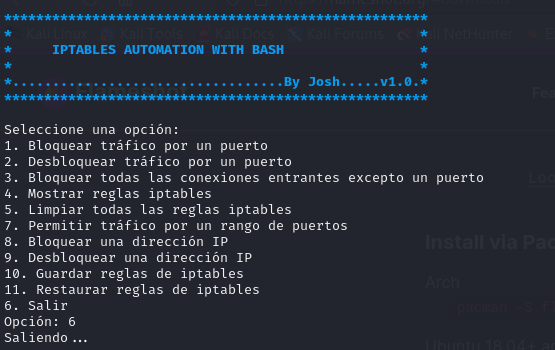 *****************************************************
* *
* IPTABLES AUTOMATION WITH BASH *
* *
*..................................By Josh.....v1.0.*
*****************************************************
Seleccione una opción:
1. Bloquear tráfico por un puerto
2. Desbloquear tráfico por un puerto
3. Bloquear todas las conexiones entrantes excepto un puerto
4. Mostrar reglas iptables
5. Limpiar todas las reglas iptables
7. Permitir tráfico por un rango de puertos
8. Bloquear una dirección IP
9. Desbloquear una dirección IP
10. Guardar reglas de iptables
11. Restaurar reglas de iptables
6. Salir
Opción: 6
Saliendo...
Kali Linux Kali Tools Kali Docs Kali Forums Kali NetHunter
Fea
Install via Pac
Arch
Ubuntu 18.04+